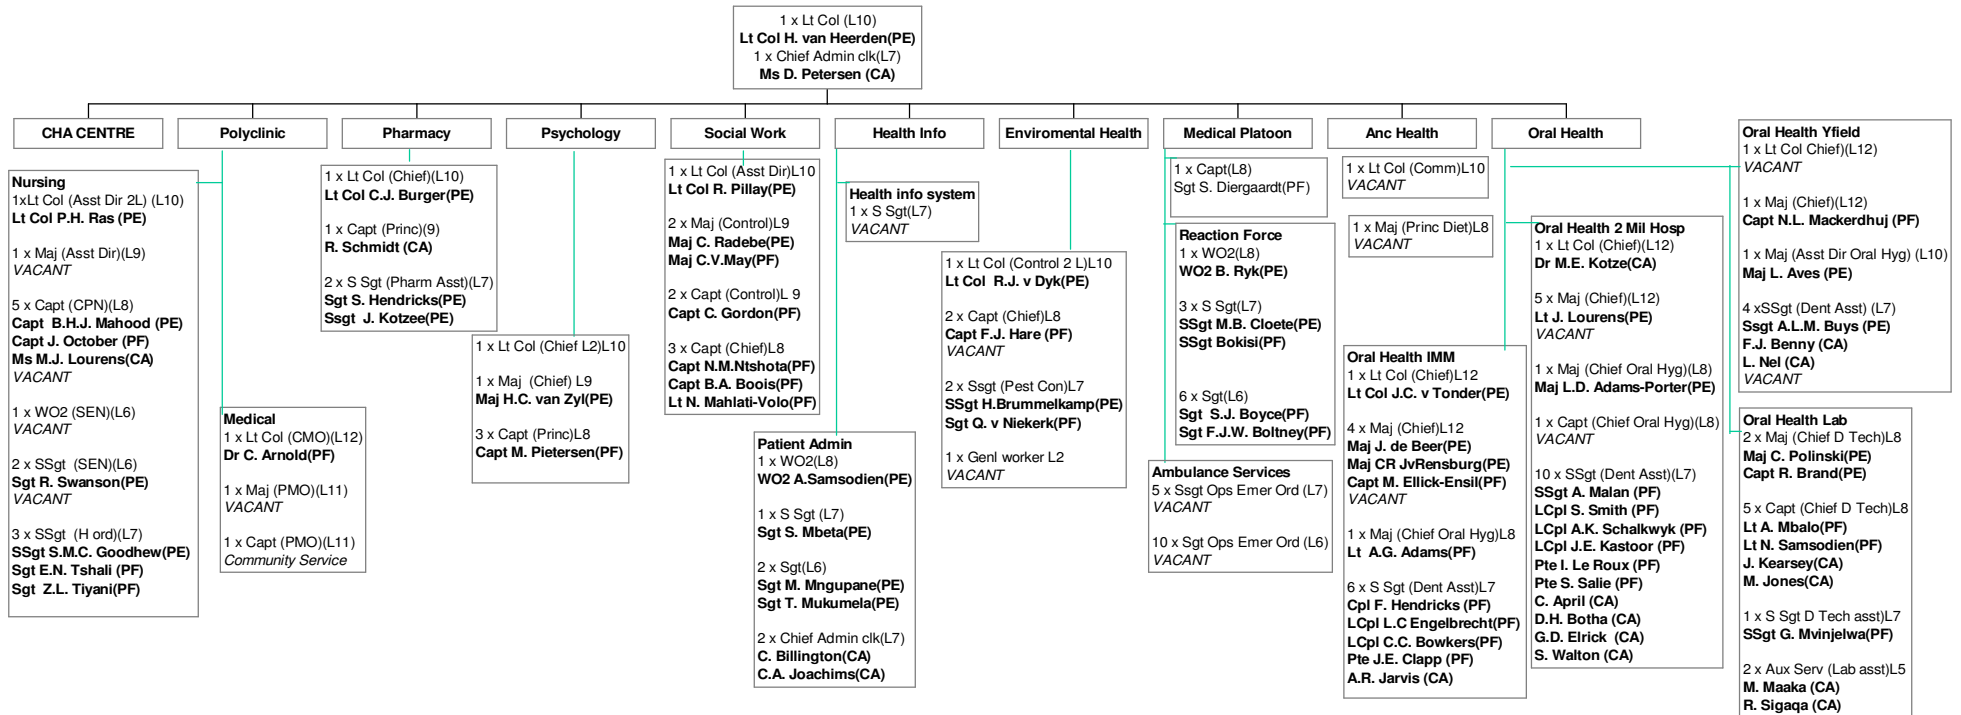 1 x Lt Col (L10)
Lt Col H. van Heerden(PE)
1 x Chief Admin clk(L7)
Ms D. Petersen (CA)
CHA CENTRE
Polyclinic
Pharmacy
Psychology
Social Work
Health Info
Enviromental Health
Medical Platoon
Anc Health
Oral Health
Nursing
1xLt Col (Asst Dir 2L) (L10)
Lt Col P.H. Ras (PE)
1 x Maj (Asst Dir)(L9)
VACANT
5 x Capt (CPN)(L8)
Capt B.H.J. Mahood (PE)
Capt J. October (PF)
Ms M.J. Lourens(CA)
VACANT
1 x WO2 (SEN)(L6)
VACANT
2 x SSgt (SEN)(L6)
Sgt R. Swanson(PE)
VACANT
3 x SSgt (H ord)(L7)
SSgt S.M.C. Goodhew(PE)
Sgt E.N. Tshali (PF)
Sgt Z.L. Tiyani(PF)
Medical
1 x Lt Col (CMO)(L12)
Dr C. Arnold(PF)
1 x Maj (PMO)(L11)
VACANT
1 x Capt (PMO)(L11)
Community Service
1 x Lt Col (Chief)(L10)
Lt Col C.J. Burger(PE)
1 x Capt (Princ)(9)
R. Schmidt (CA)
2 x S Sgt (Pharm Asst)(L7)
Sgt S. Hendricks(PE)
Ssgt J. Kotzee(PE)
1 x Lt Col (Chief L2)L10
1 x Maj (Chief) L9
Maj H.C. van Zyl(PE)
3 x Capt (Princ)L8
Capt M. Pietersen(PF)
1 x Lt Col (Asst Dir)L10
Lt Col R. Pillay(PE)
2 x Maj (Control)L9
Maj C. Radebe(PE)
Maj C.V.May(PF)
2 x Capt (Control)L 9
Capt C. Gordon(PF)
3 x Capt (Chief)L8
Capt N.M.Ntshota(PF)
Capt B.A. Boois(PF)
Lt N. Mahlati-Volo(PF)
Health info system
1 x S Sgt(L7)
VACANT
Patient Admin
1 x WO2(L8)
WO2 A.Samsodien(PE)
1 x S Sgt (L7)
Sgt S. Mbeta(PE)
2 x Sgt(L6)
Sgt M. Mngupane(PE)
Sgt T. Mukumela(PE)
2 x Chief Admin clk(L7)
C. Billington(CA)
C.A. Joachims(CA)
1 x Lt Col (Control 2 L)L10
Lt Col R.J. v Dyk(PE)
2 x Capt (Chief)L8
Capt F.J. Hare (PF)
VACANT
2 x Ssgt (Pest Con)L7
SSgt H.Brummelkamp(PE)
Sgt Q. v Niekerk(PF)
1 x Genl worker L2
VACANT
1 x Capt(L8)
Sgt S. Diergaardt(PF)
Reaction Force
1 x WO2(L8)
WO2 B. Ryk(PE)
3 x S Sgt(L7)
SSgt M.B. Cloete(PE)
SSgt Bokisi(PF)
6 x Sgt(L6)
Sgt S.J. Boyce(PF)
Sgt F.J.W. Boltney(PF)
Ambulance Services
5 x Ssgt Ops Emer Ord (L7)
VACANT
10 x Sgt Ops Emer Ord (L6)
VACANT
1 x Lt Col (Comm)L10
VACANT
1 x Maj (Princ Diet)L8
VACANT
Oral Health IMM
1 x Lt Col (Chief)L12
Lt Col J.C. v Tonder(PE)
4 x Maj (Chief)L12
Maj J. de Beer(PE)
Maj CR JvRensburg(PE)
Capt M. Ellick-Ensil(PF)
VACANT
1 x Maj (Chief Oral Hyg)L8
Lt A.G. Adams(PF)
6 x S Sgt (Dent Asst)L7
Cpl F. Hendricks (PF)
LCpl L.C Engelbrecht(PF)
LCpl C.C. Bowkers(PF)
Pte J.E. Clapp (PF)
A.R. Jarvis (CA)
Oral Health 2 Mil Hosp
1 x Lt Col (Chief)(L12)
Dr M.E. Kotze(CA)
5 x Maj (Chief)(L12)
Lt J. Lourens(PE)
VACANT
1 x Maj (Chief Oral Hyg)(L8)
Maj L.D. Adams-Porter(PE)
1 x Capt (Chief Oral Hyg)(L8)
VACANT
10 x SSgt (Dent Asst)(L7)
SSgt A. Malan (PF)
LCpl S. Smith (PF)
LCpl A.K. Schalkwyk (PF)
LCpl J.E. Kastoor (PF)
Pte I. Le Roux (PF)
Pte S. Salie (PF)
C. April (CA)
D.H. Botha (CA)
G.D. Elrick (CA)
S. Walton (CA)
Oral Health Yfield
1 x Lt Col Chief)(L12)
VACANT
1 x Maj (Chief)(L12)
Capt N.L. Mackerdhuj (PF)
1 x Maj (Asst Dir Oral Hyg) (L10)
Maj L. Aves (PE)
4 xSSgt (Dent Asst) (L7)
Ssgt A.L.M. Buys (PE)
F.J. Benny (CA)
L. Nel (CA)
VACANT
Oral Health Lab
2 x Maj (Chief D Tech)L8
Maj C. Polinski(PE)
Capt R. Brand(PE)
5 x Capt (Chief D Tech)L8
Lt A. Mbalo(PF)
Lt N. Samsodien(PF)
J. Kearsey(CA)
M. Jones(CA)
1 x S Sgt D Tech asst)L7
SSgt G. Mvinjelwa(PF)
2 x Aux Serv (Lab asst)L5
M. Maaka (CA)
R. Sigaqa (CA)